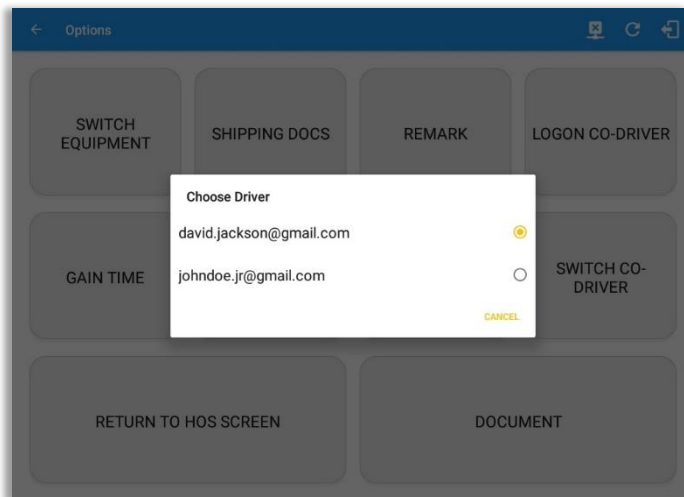 Options
SWITCH
EQUIPMENT
SHIPPING DOCS
REMARK
LOGON CO-DRIVER
Choose Driver
david.jackson@gmail.com
johndoe.jr@gmail.com
CANCEL
GAIN TIME
SWITCH CO-
DRIVER
RETURN TO HOS SCREEN
DOCUMENT